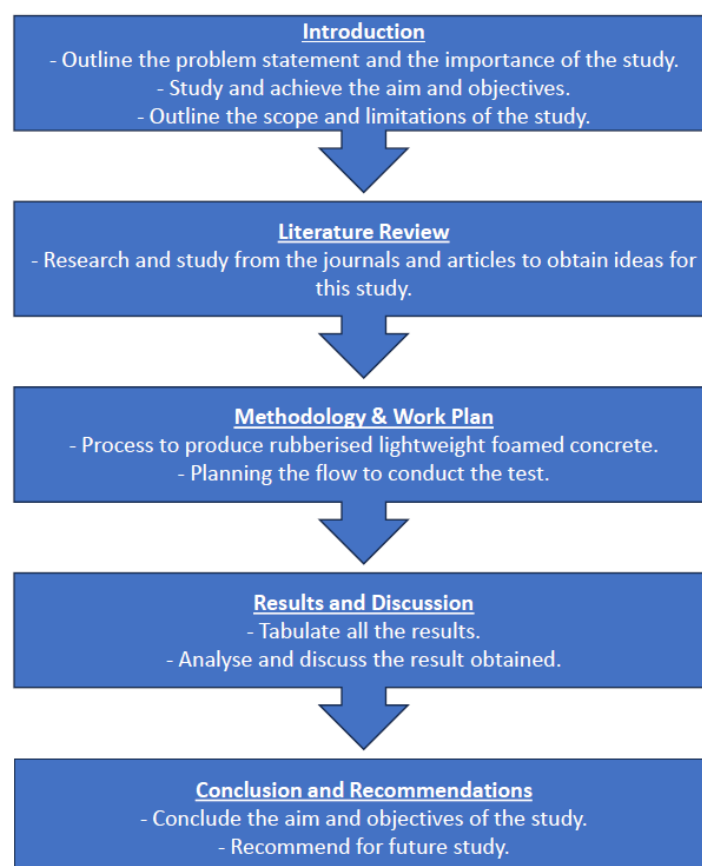 Introduction
- Outline the problem statement and the importance of the study.
- Study and achieve the aim and objectives.
- Outline the scope and limitations of the study.
Literature Review
- Research and study from the journals and articles to obtain ideas for
this study.
Methodology & Work Plan
- Process to produce rubberised lightweight foamed concrete.
- Planning the flow to conduct the test.
Results and Discussion
- Tabulate all the results.
- Analyse and discuss the result obtained.
Conclusion and Recommendations
- Conclude the aim and objectives of the study.
- Recommend for future study.